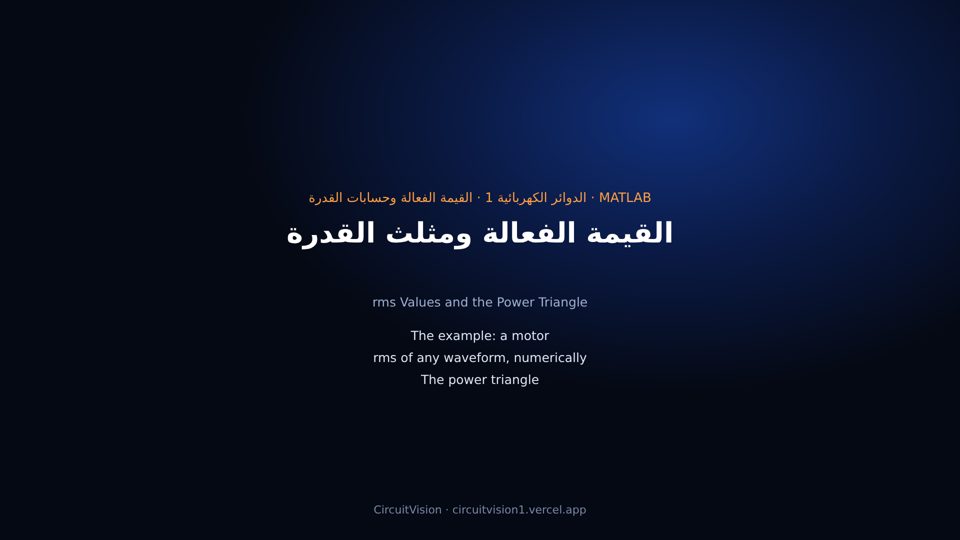 MATLAB · الدوائر الكهربائية 1 · القيمة الفعالة وحسابات القدرة
القيمة الفعالة ومثلث القدرة
rms Values and the Power Triangle
The example: a motor
rms of any waveform, numerically
The power triangle
CircuitVision · circuitvision1.vercel.app